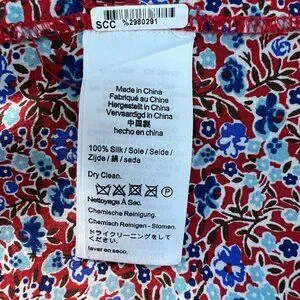 SCC %2980291
Made in China
Fabriqué au China
Hergestellt in China
Vervaardigd in China
中国製
hecho en china
100% Silk / Soie / Seide /
Zijde / 絹 / seda
Dry Clean.
Nettoyage À Sec.
Chemische Reinigung.
Chemisch Reinigen - Stomen.
ドライクリーニングをして
ください。
lavar en seco.